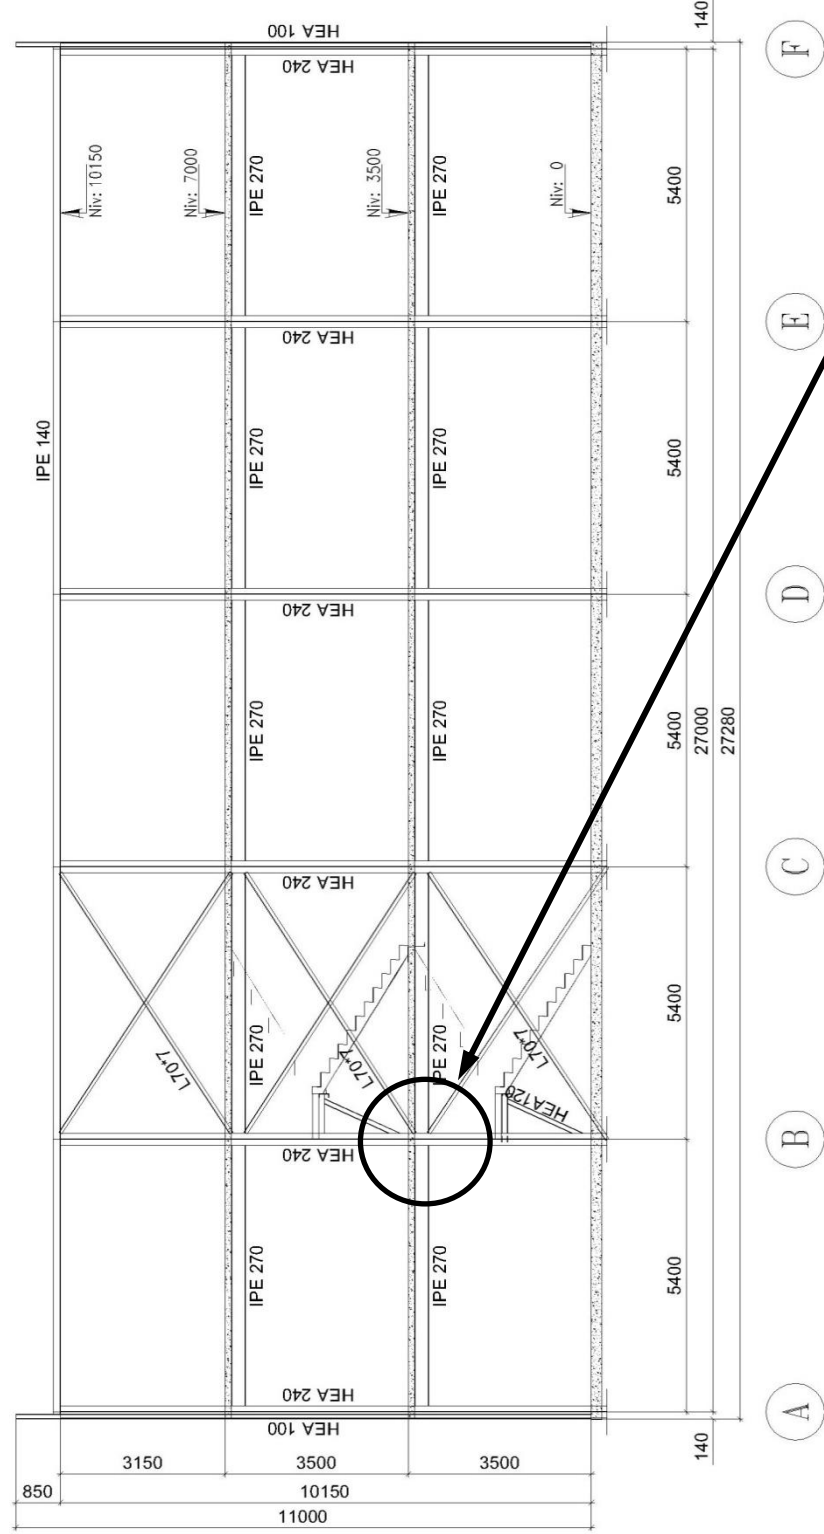 HEA 100
HEA 240
140
F
Niv: 10150
Niv: 7000
IPE 270
Niv: 3500
IPE 270
Niv: 0
5400
HEA 240
E
IPE 140
IPE 270
IPE 270
5400
HEA 240
D
IPE 270
IPE 270
5400
27000
27280
HEA 240
C
L70*7
IPE 270
L70*7
IPE 270
L70*7
HEA120
5400
HEA 240
B
IPE 270
IPE 270
5400
HEA 240
HEA 100
A
140
3150
3500
3500
850
10150
11000